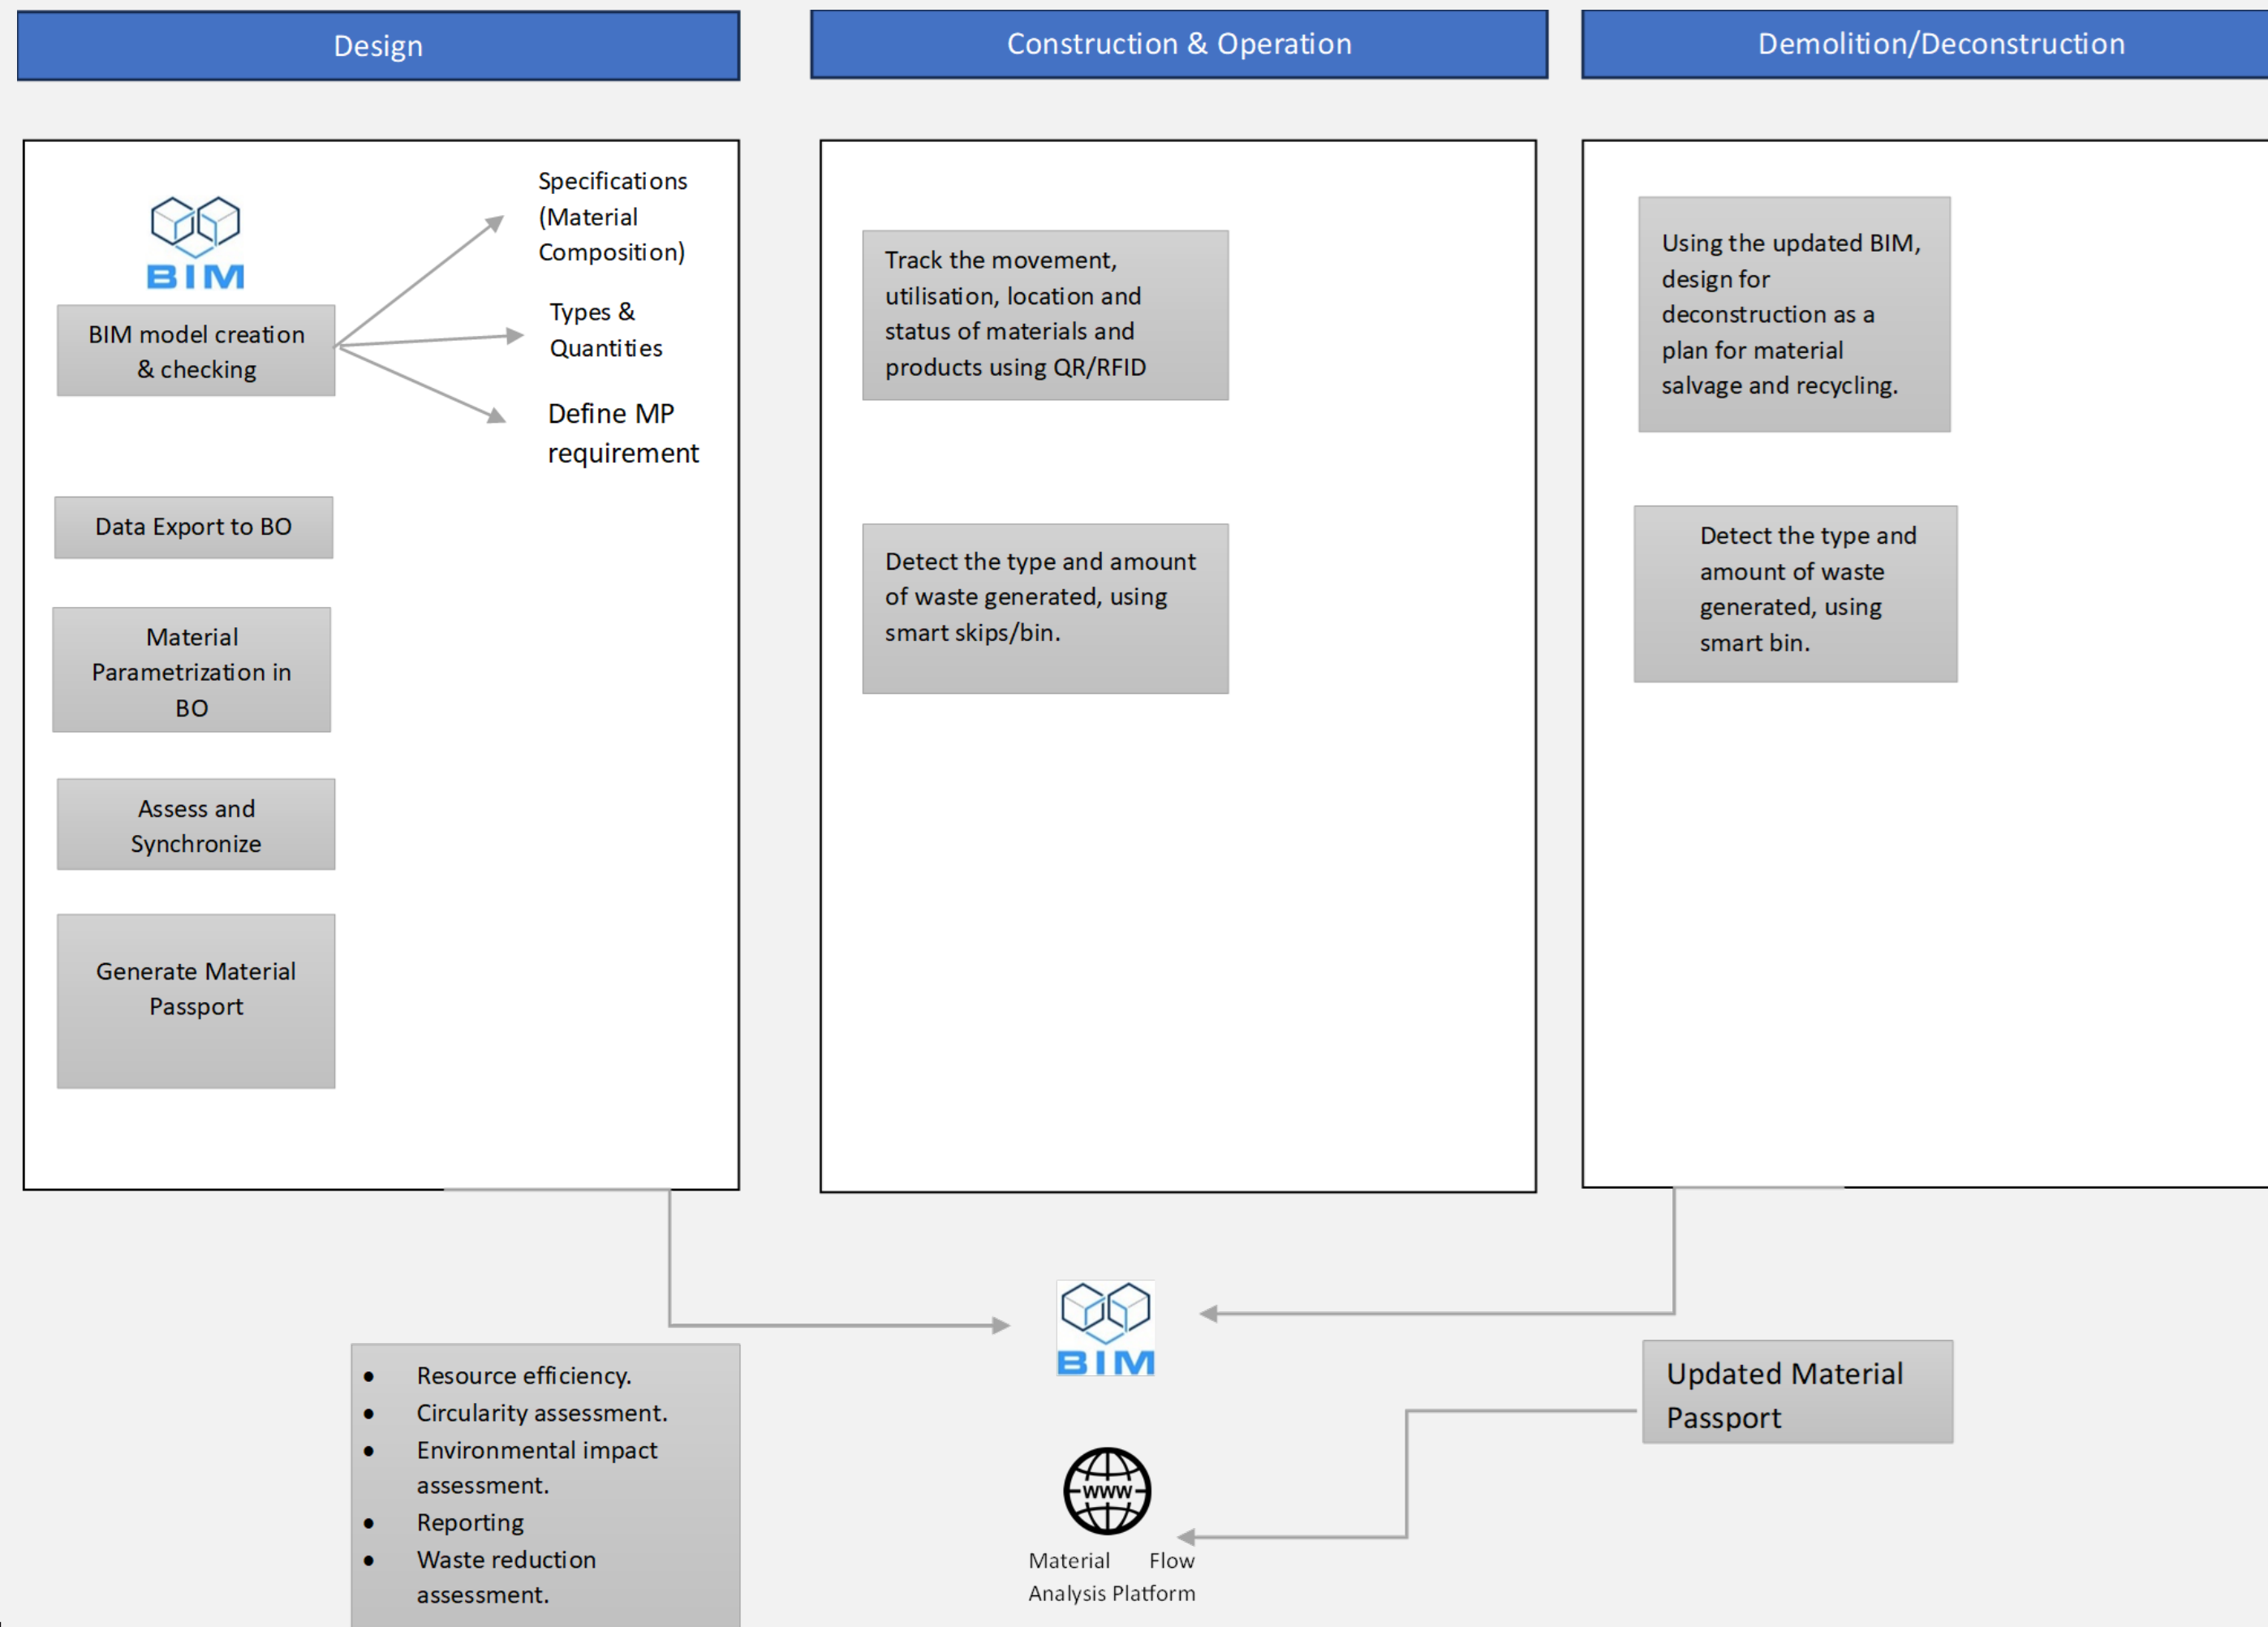 Design
Construction & Operation
Demolition/Deconstruction
BIM
BIM model creation
& checking
Specifications
(Material
Composition)
Types &
Quantities
Define MP
requirement
Data Export to BO
Material
Parametrization in
BO
Assess and
Synchronize
Generate Material
Passport
Track the movement,
utilisation, location and
status of materials and
products using QR/RFID
Detect the type and amount
of waste generated, using
smart skips/bin.
Using the updated BIM,
design for
deconstruction as a
plan for material
salvage and recycling.
Detect the type and
amount of waste
generated, using
smart bin.
• Resource efficiency.
• Circularity assessment.
• Environmental impact
assessment.
• Reporting
• Waste reduction
assessment.
BIM
WWW
Material Flow
Analysis Platform
Updated Material
Passport